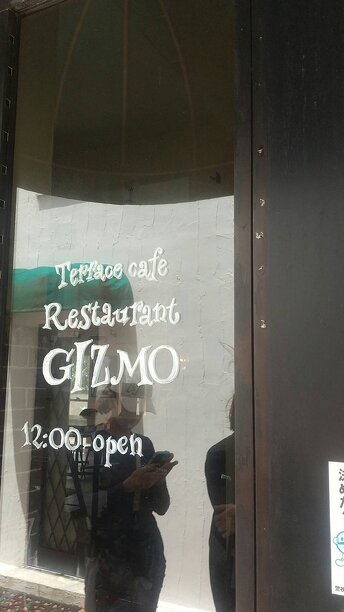 Terrace cafe
Restaurant
GIZMO
12:00-open